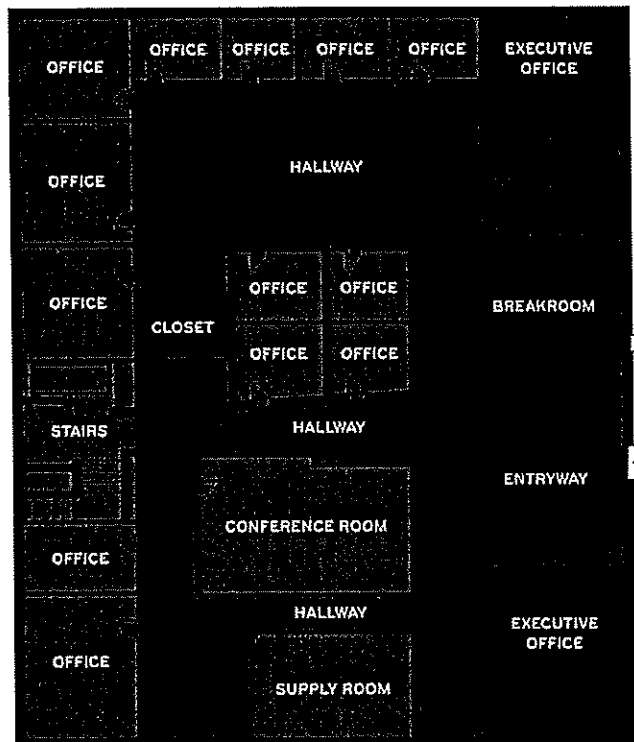 OFFICE
OFFICE
OFFICE
OFFICE
OFFICE
EXECUTIVE
OFFICE
OFFICE
HALLWAY
OFFICE
OFFICE
OFFICE
BREAKROOM
CLOSET
OFFICE
OFFICE
STAIRS
HALLWAY
ENTRYWAY
CONFERENCE ROOM
OFFICE
HALLWAY
EXECUTIVE
OFFICE
OFFICE
SUPPLY ROOM